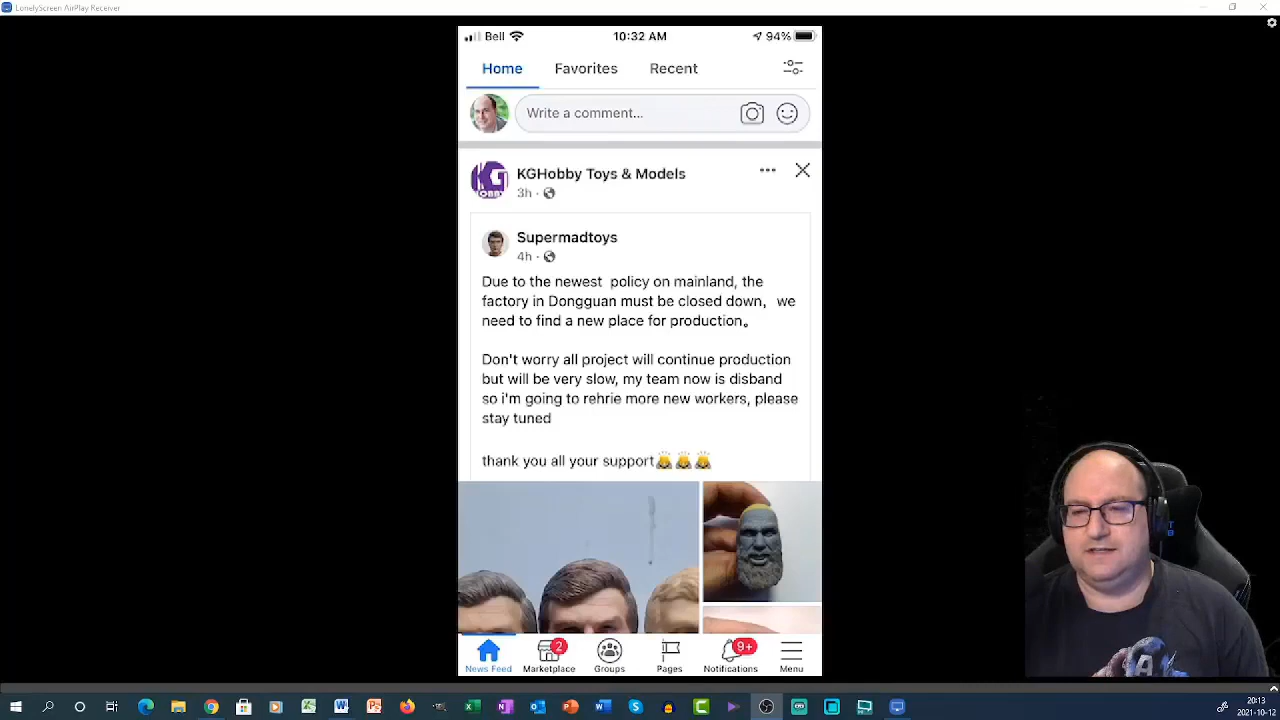 LonelyScreen AirPlay Receiver
Bell
10:32 AM
94%
Home
Favorites
Recent
Write a comment...
KG
HOBBY
KGHobby Toys & Models
3h ·
Supermadtoys
4h ·
Due to the newest policy on mainland, the
factory in Dongguan must be closed down，we
need to find a new place for production。
Don't worry all project will continue production
but will be very slow, my team now is disband
so i'm going to rehrie more new workers, please
stay tuned
thank you all your support
2
9+
News Feed
Marketplace
Groups
Pages
Notifications
Menu
20:13
2021-10-12